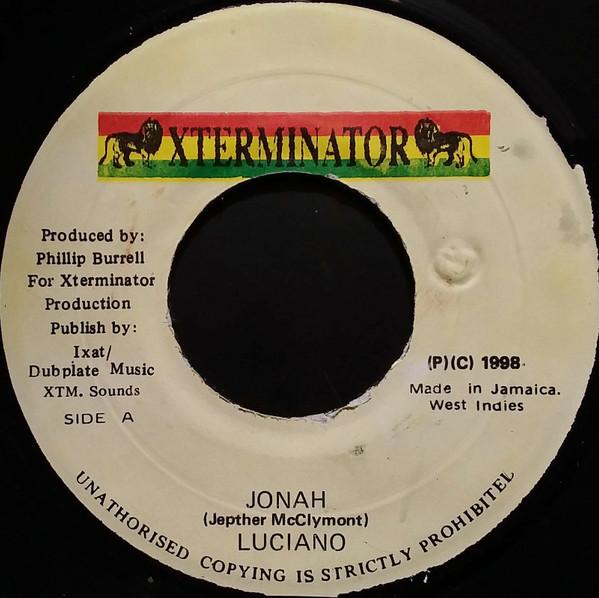 XTERMINATOR
Produced by:
Phillip Burrell
For Xterminator
Production
Publish by:
Ixat/
Dubplate Music
XTM. Sounds
SIDE A
(P)(C) 1998
Made in Jamaica.
West Indies
JONAH
(Jepther McClymont)
LUCIANO
UNATHORISED COPYING IS STRICTLY PROHIBITEL